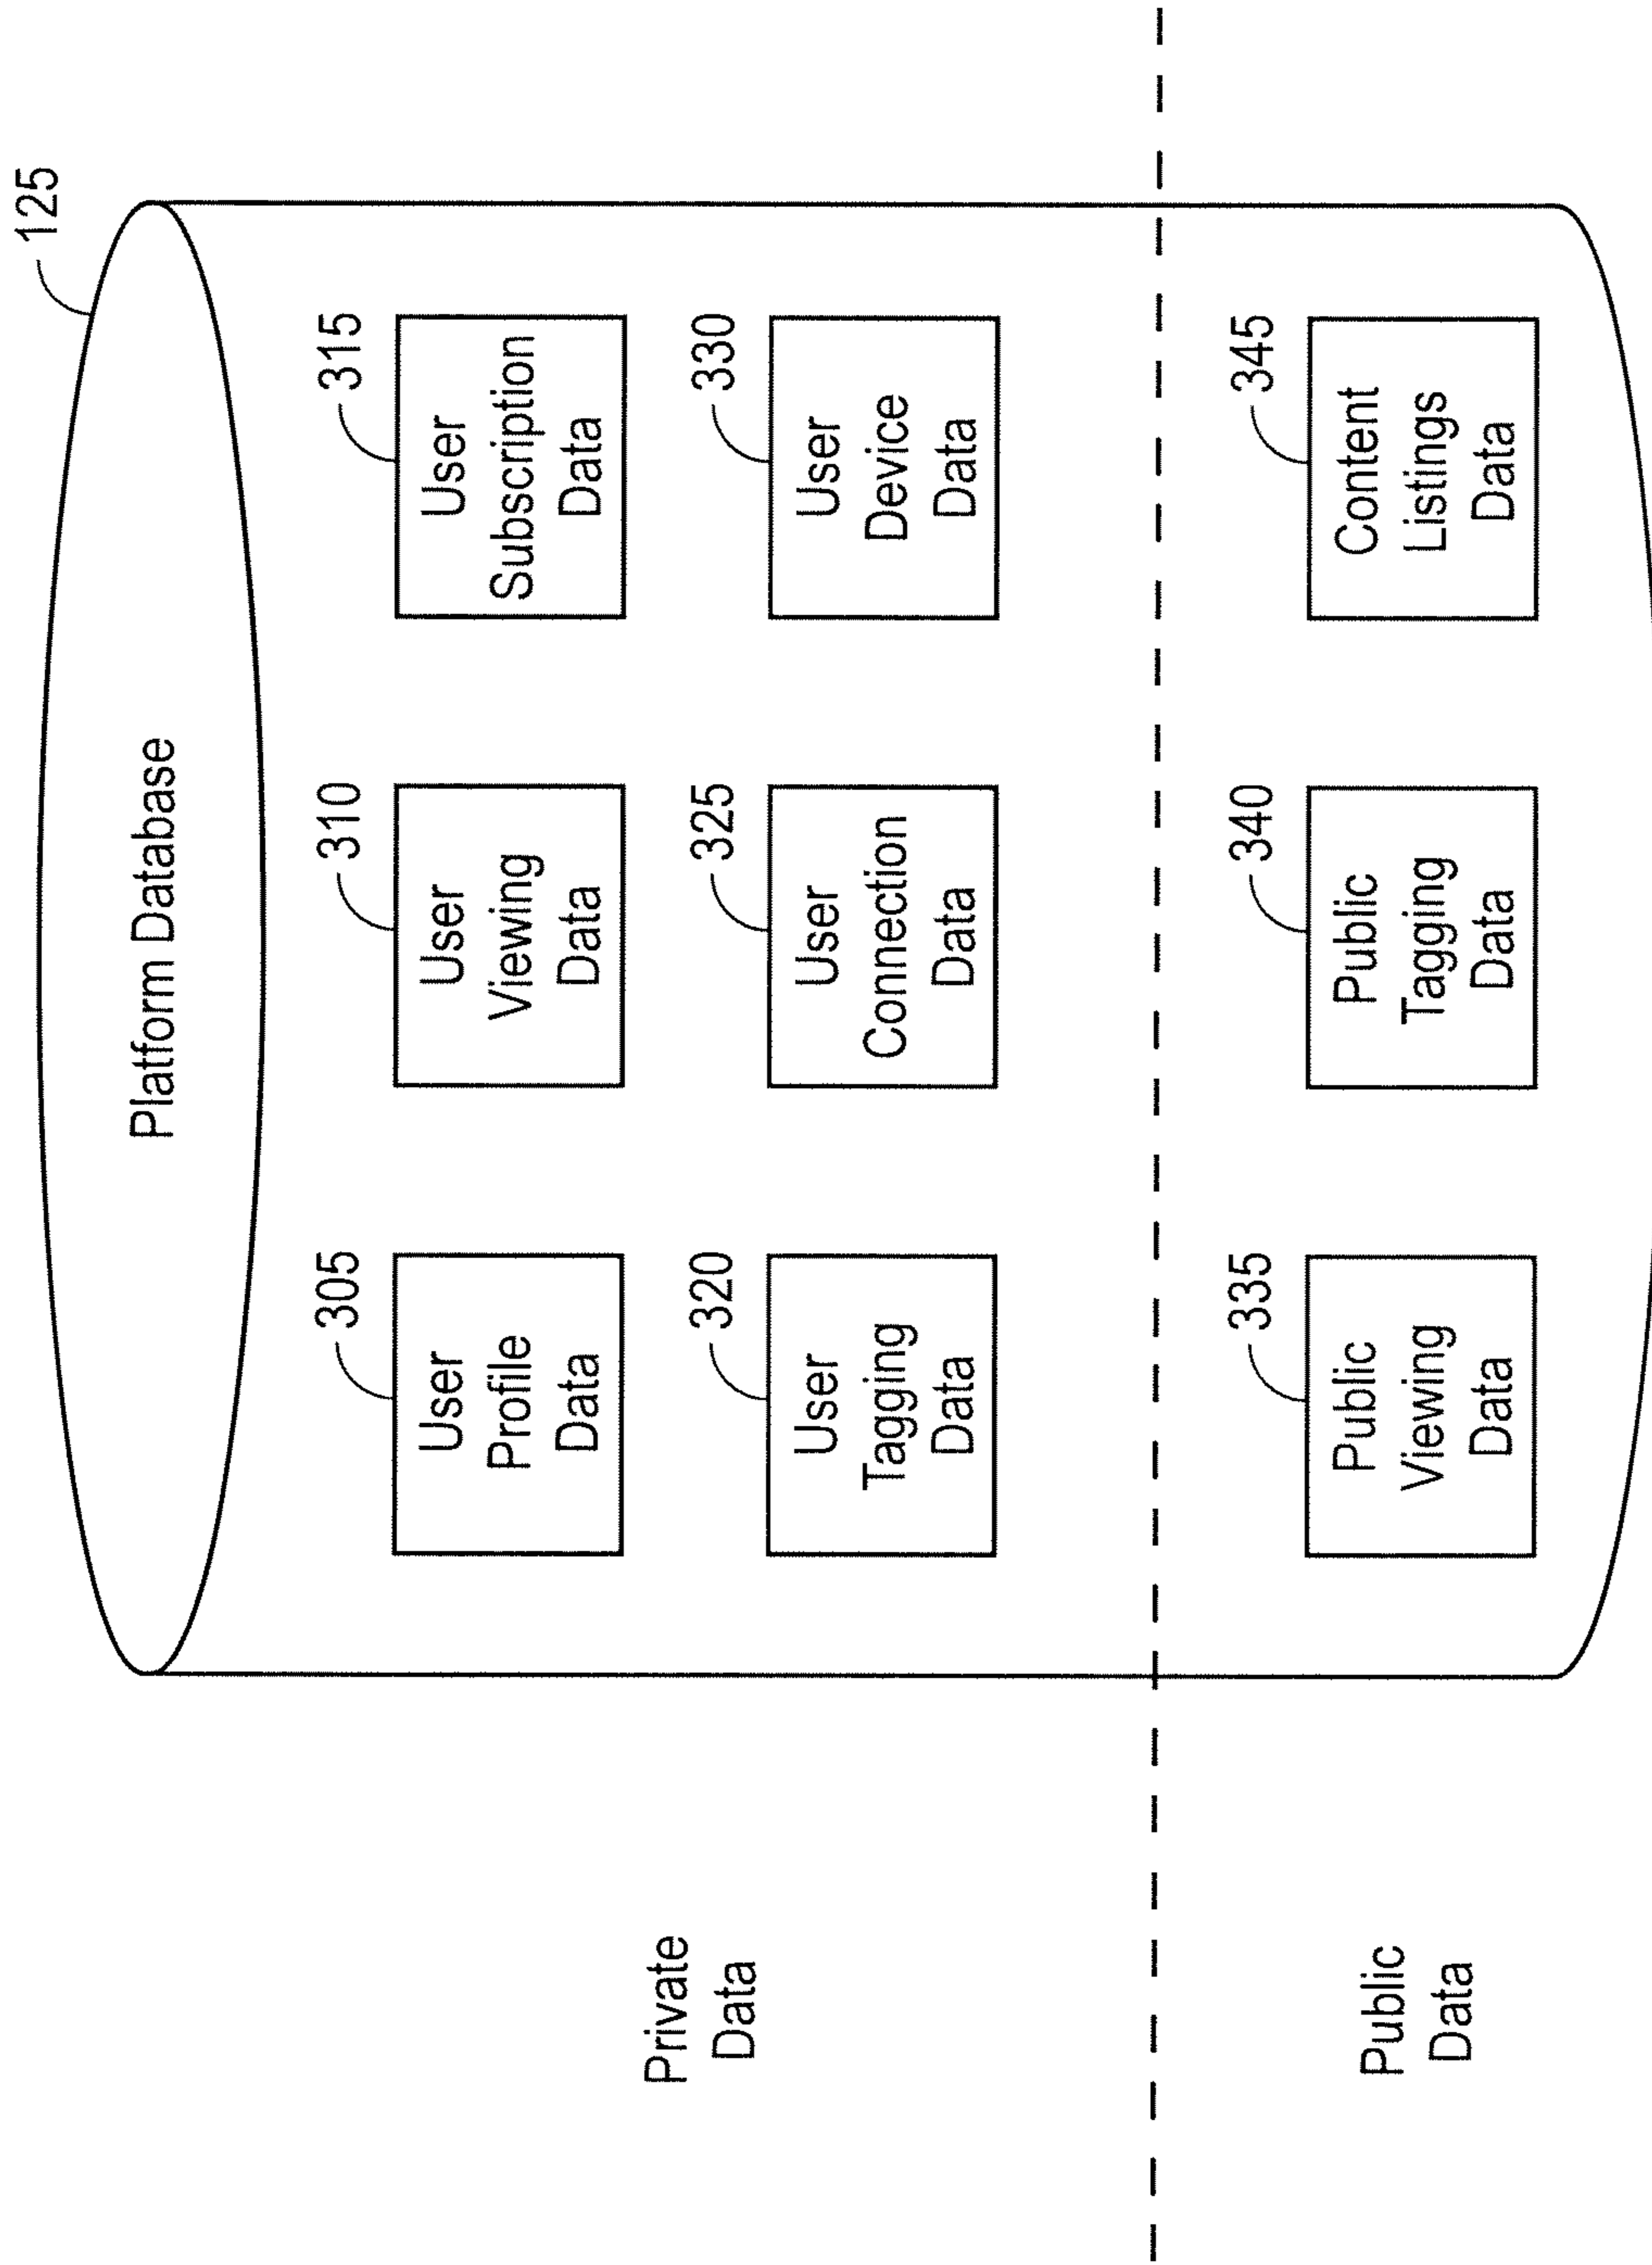 125
Platform Database
305
User
Profile
Data
310
User
Viewing
Data
315
User
Subscription
Data
Private
Data
320
User
Tagging
Data
325
User
Connection
Data
330
User
Device
Data
Public
Data
335
Public
Viewing
Data
340
Public
Tagging
Data
345
Content
Listings
Data